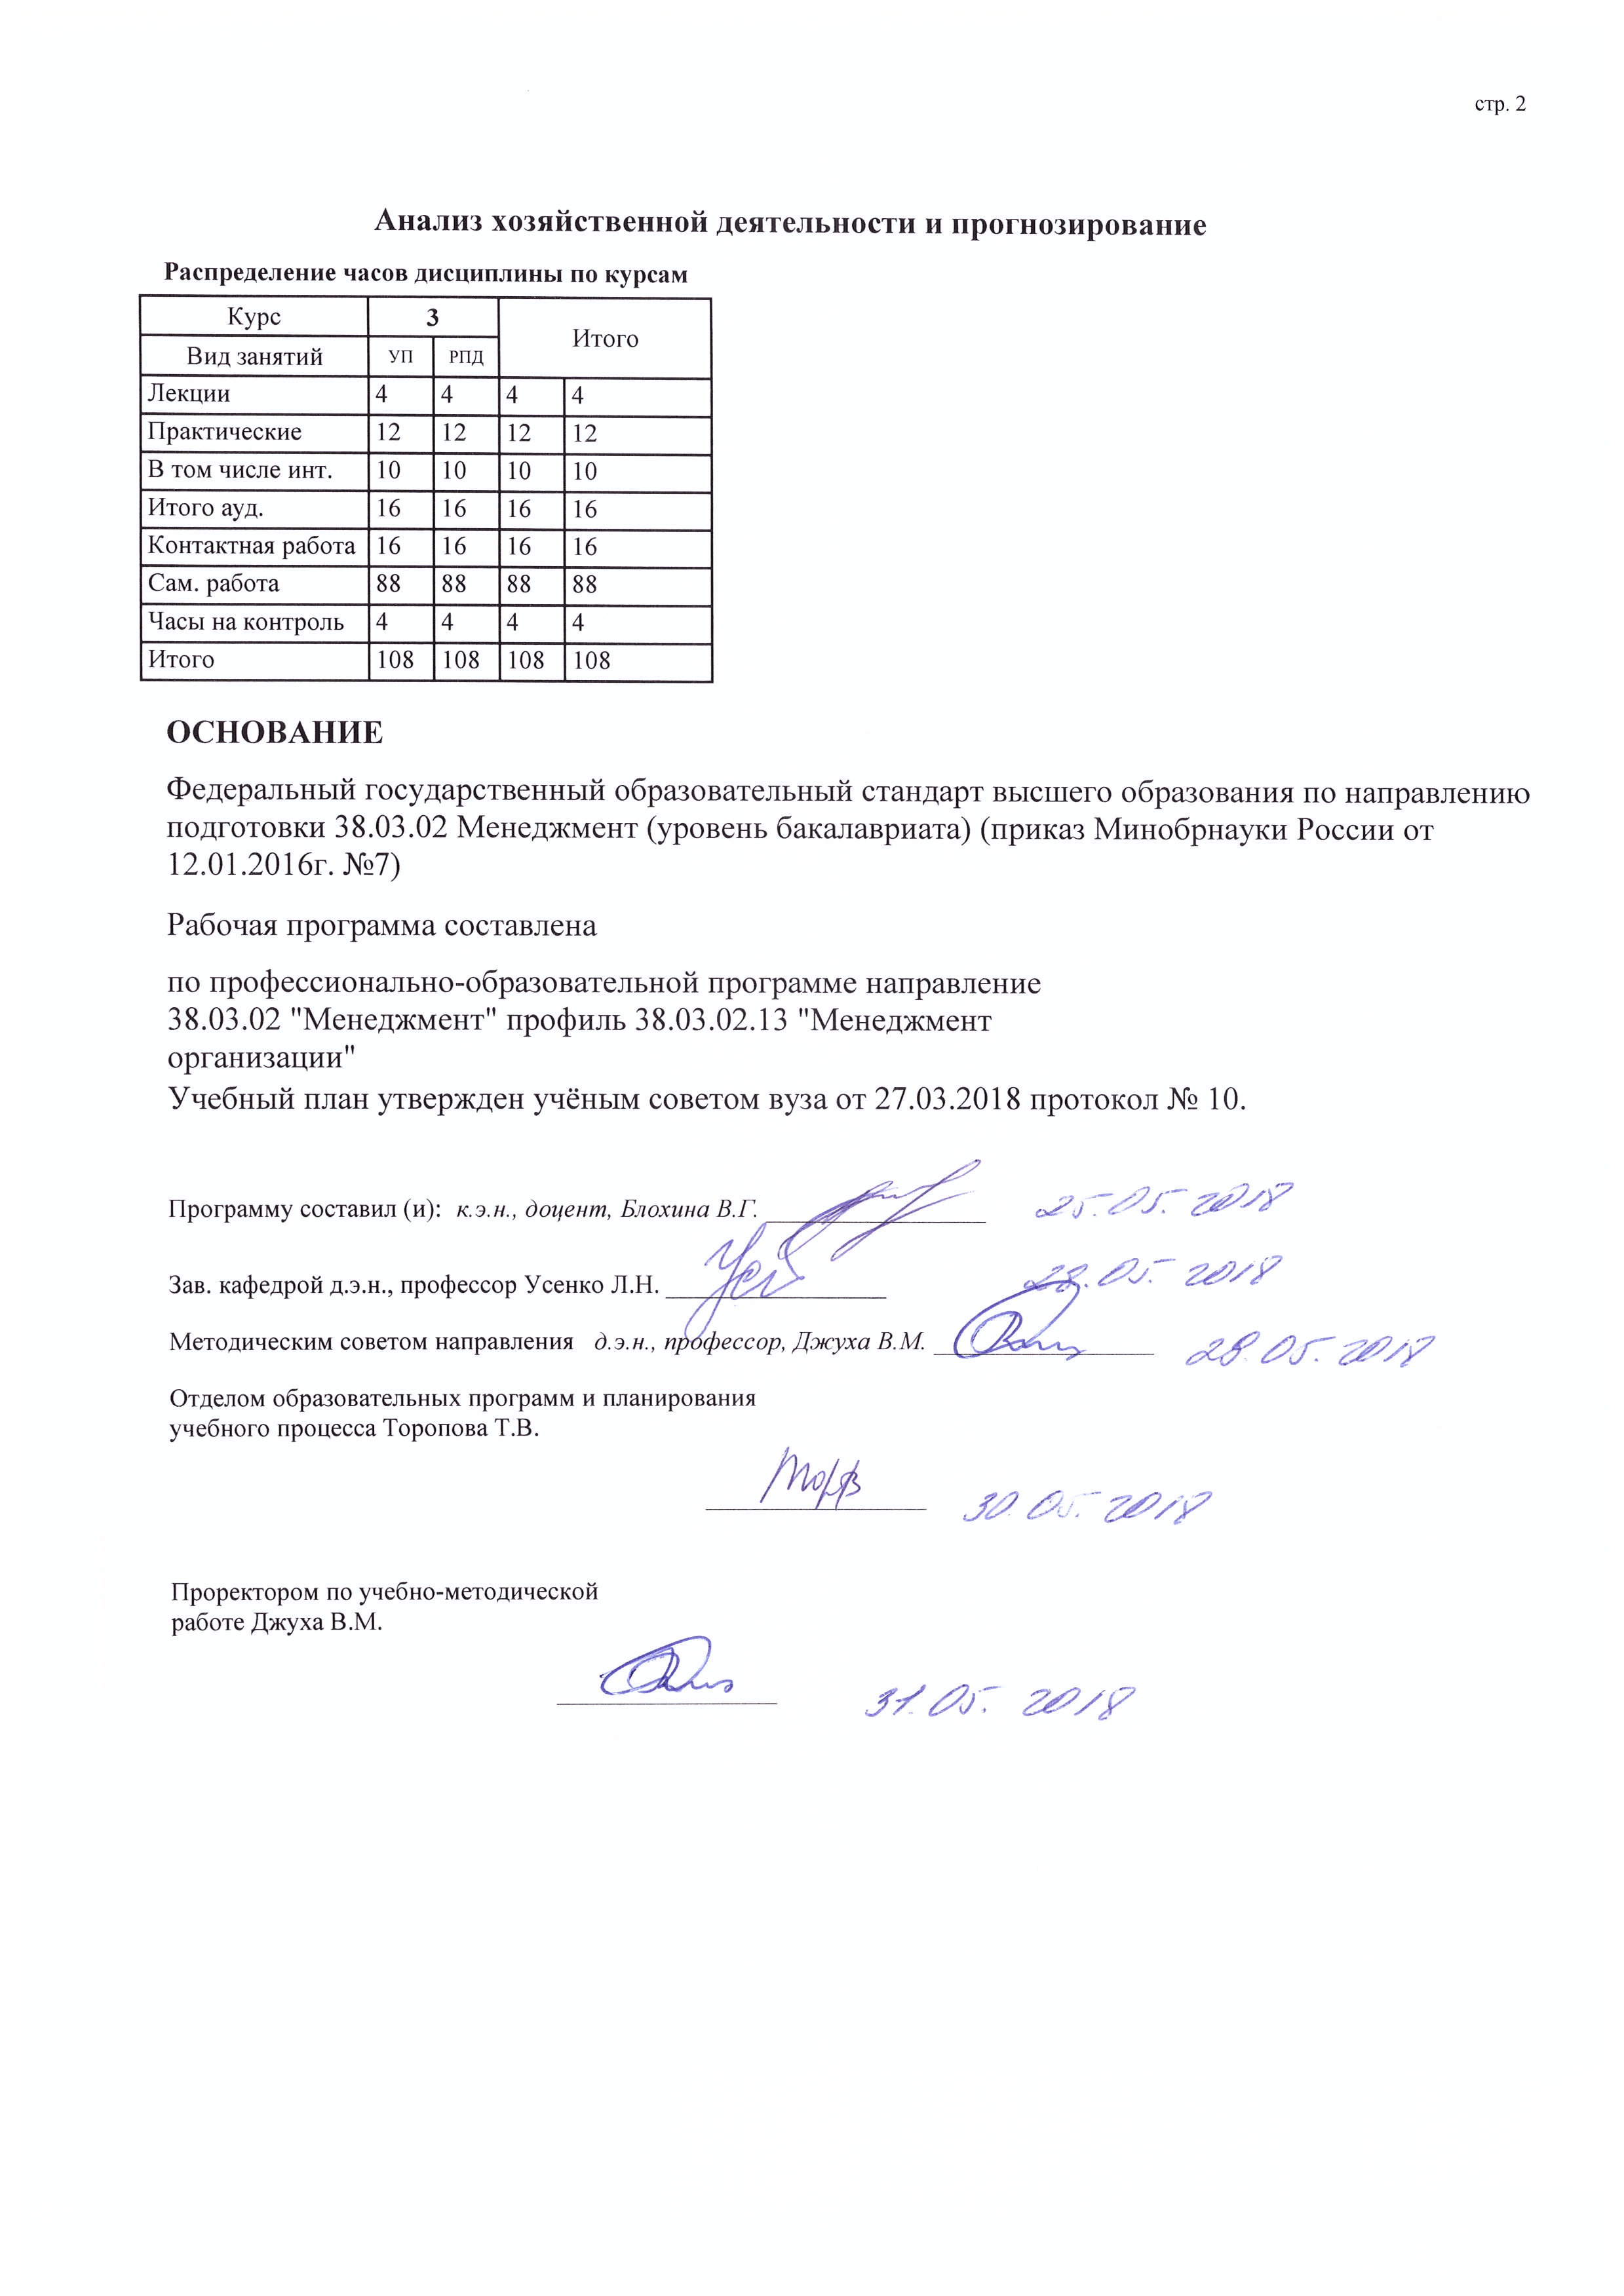 стр. 2
Анализ хозяйственной деятельности и прогнозирование
Распределение часов дисциплины по курсам
Курс 3 Итого
Вид занятий УП РПД
Лекции 4 4 4 4
Практические 12 12 12 12
В том числе инт. 10 10 10 10
Итого ауд. 16 16 16 16
Контактная работа 16 16 16 16
Сам. работа 88 88 88 88
Часы на контроль 4 4 4 4
Итого 108 108 108 108
ОСНОВАНИЕ
Федеральный государственный образовательный стандарт высшего образования по направлению
подготовки 38.03.02 Менеджмент (уровень бакалавриата) (приказ Минобрнауки России от
12.01.2016г. №7)
Рабочая программа составлена
по профессионально-образовательной программе направление
38.03.02 "Менеджмент" профиль 38.03.02.13 "Менеджмент
организации"
Учебный план утвержден учёным советом вуза от 27.03.2018 протокол № 10.
Программу составил (и): к.э.н., доцент, Блохина В.Г. 25.05.2018
Зав. кафедрой д.э.н., профессор Усенко Л.Н. 28.05.2018
Методическим советом направления д.э.н., профессор, Джуха В.М. 28.05.2018
Отделом образовательных программ и планирования
учебного процесса Торопова Т.В.
30.05.2018
Проректором по учебно-методической
работе Джуха В.М.
31.05.2018